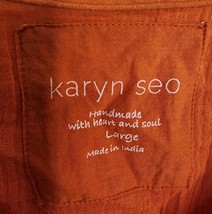 karyn seo
Handmade
with heart and soul
Large
Made in India